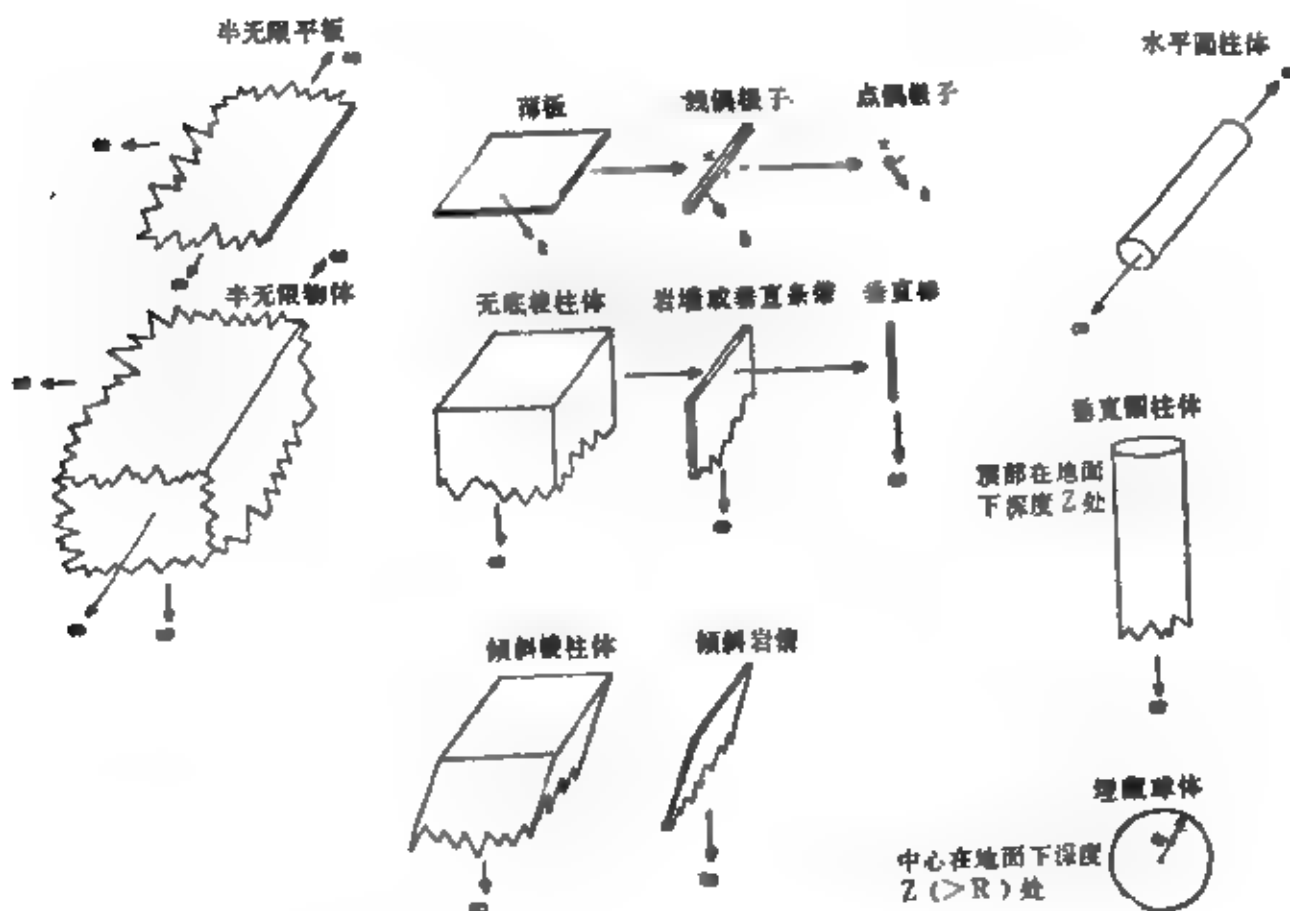 半无限平板
∞
水平圆柱体
∞
薄板
线偶极子
点偶极子
∞
∞
半无限物体
∞
无底棱柱体
岩墙或垂直条带
垂直线
∞
∞
垂直圆柱体
顶部在地面
下深度 Z 处
∞
∞
∞
∞
∞
倾斜棱柱体
倾斜岩墙
∞
埋藏球体
R
中心在地面下深度
Z (>R) 处
∞
∞